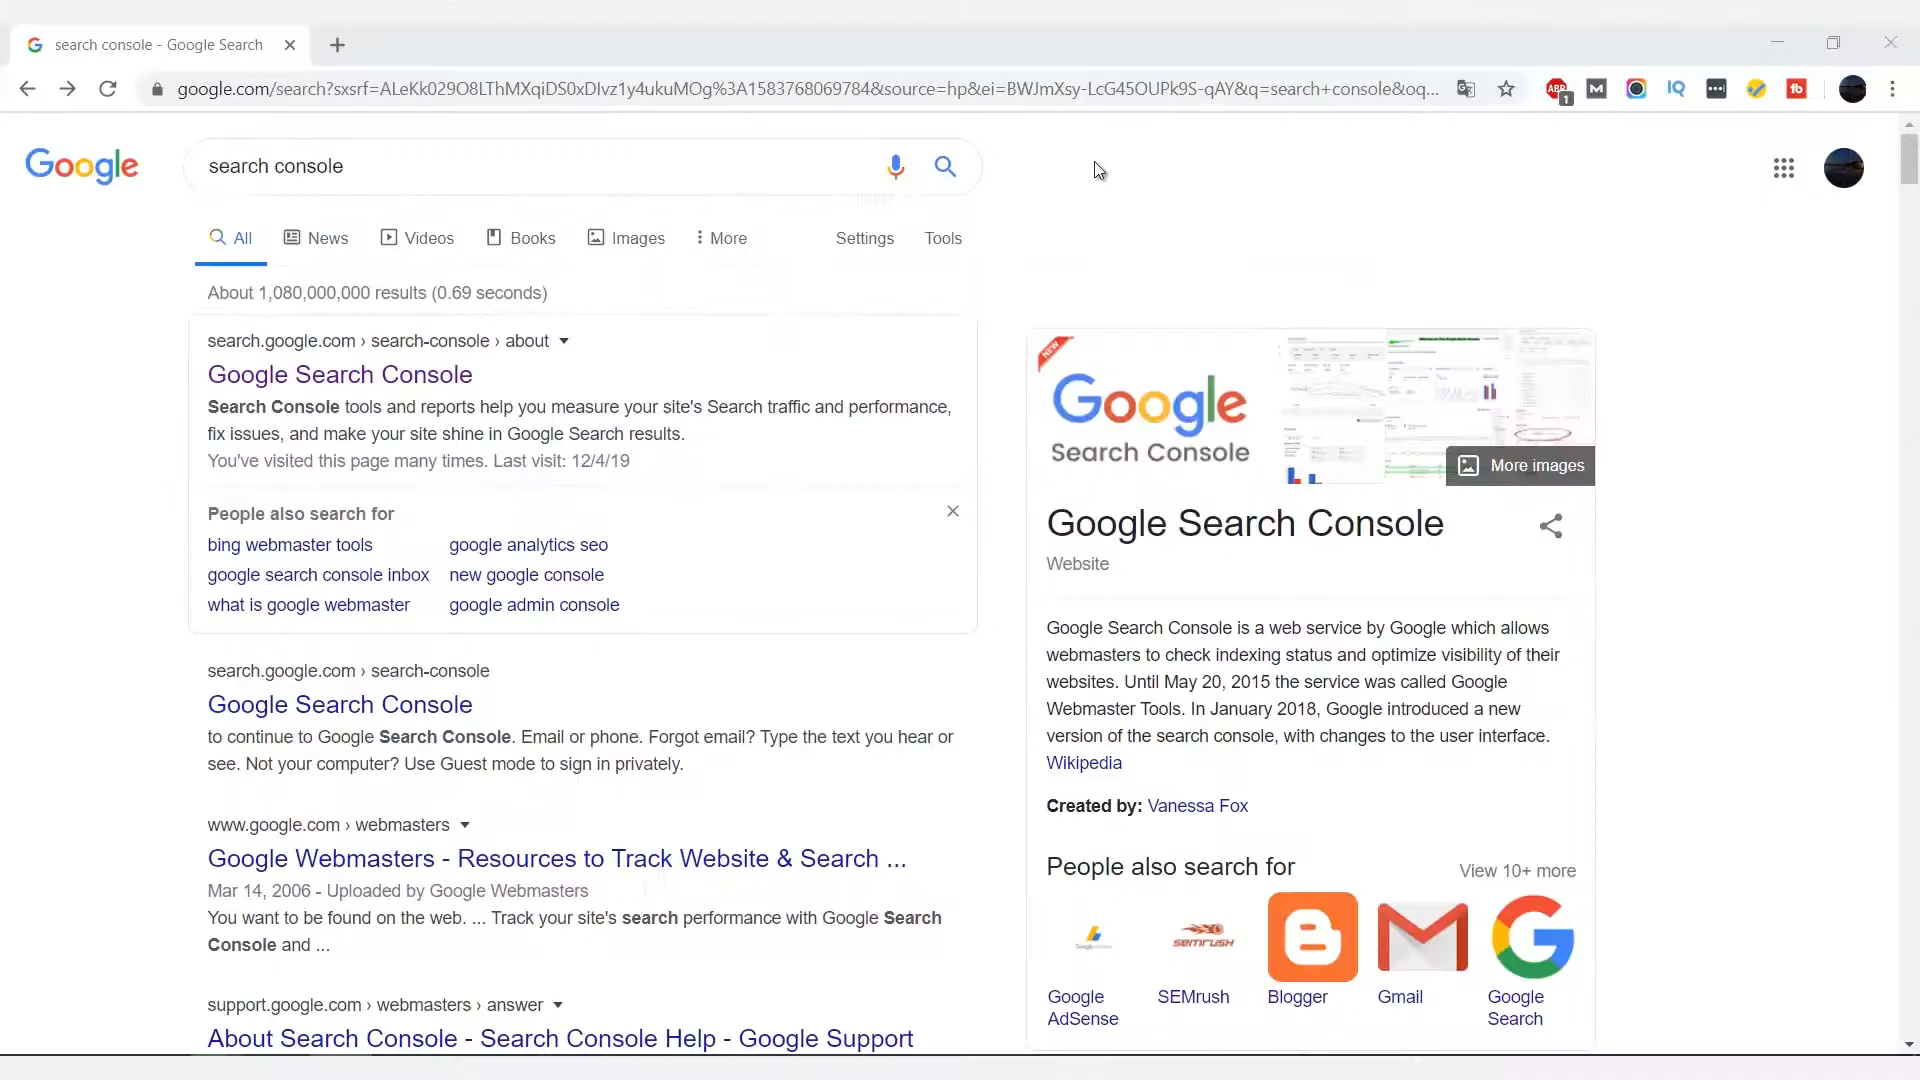 search console - Google Search
google.com/search?sxsrf=ALeKk029O8LThMXqiDS0xDIvz1y4ukuMOg%3A1583768069784&source=hp&ei=BWJmXsy-LcG45OUPk9S-qAY&q=search+console&oq...
ABP
1
M
IQ
tb
Google
search console
All
News
Videos
Books
Images
More
Settings
Tools
About 1,080,000,000 results (0.69 seconds)
search.google.com › search-console › about
Google Search Console
Search Console tools and reports help you measure your site's Search traffic and performance,
fix issues, and make your site shine in Google Search results.
You've visited this page many times. Last visit: 12/4/19
People also search for
bing webmaster tools
google analytics seo
google search console inbox
new google console
what is google webmaster
google admin console
search.google.com › search-console
Google Search Console
to continue to Google Search Console. Email or phone. Forgot email? Type the text you hear or
see. Not your computer? Use Guest mode to sign in privately.
www.google.com › webmasters
Google Webmasters - Resources to Track Website & Search ...
Mar 14, 2006 - Uploaded by Google Webmasters
You want to be found on the web. ... Track your site's search performance with Google Search
Console and ...
support.google.com › webmasters › answer
About Search Console - Search Console Help - Google Support
NEW
Google
Search Console
More images
Google Search Console
Website
Google Search Console is a web service by Google which allows
webmasters to check indexing status and optimize visibility of their
websites. Until May 20, 2015 the service was called Google
Webmaster Tools. In January 2018, Google introduced a new
version of the search console, with changes to the user interface.
Wikipedia
Created by: Vanessa Fox
People also search for
View 10+ more
SEMRUSH
Google
AdSense
SEMrush
Blogger
Gmail
Google
Search